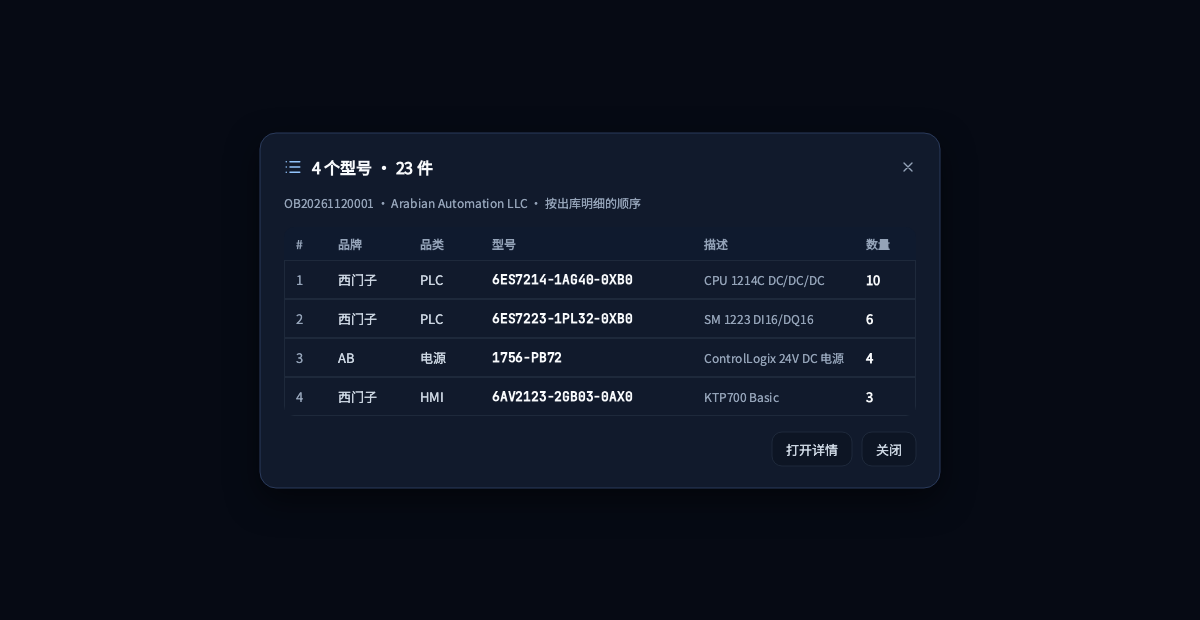 4 个型号 · 23 件
OB20261120001 · Arabian Automation LLC · 按出库明细的顺序
# 品牌 品类 型号 描述 数量
1 西门子 PLC 6ES7214-1AG40-0XB0 CPU 1214C DC/DC/DC 10
2 西门子 PLC 6ES7223-1PL32-0XB0 SM 1223 DI16/DQ16 6
3 AB 电源 1756-PB72 ControlLogix 24V DC 电源 4
4 西门子 HMI 6AV2123-2GB03-0AX0 KTP700 Basic 3
打开详情 关闭